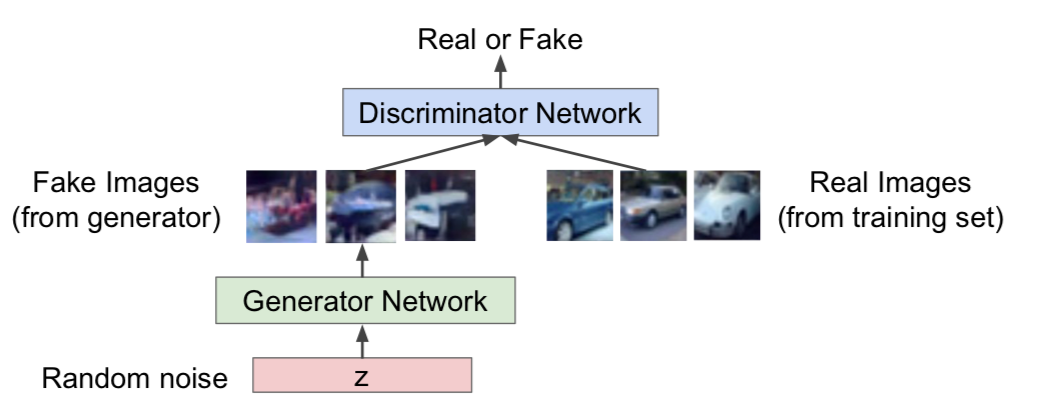 Real or Fake
Discriminator Network
Fake Images
(from generator)
Real Images
(from training set)
Generator Network
Random noise
z